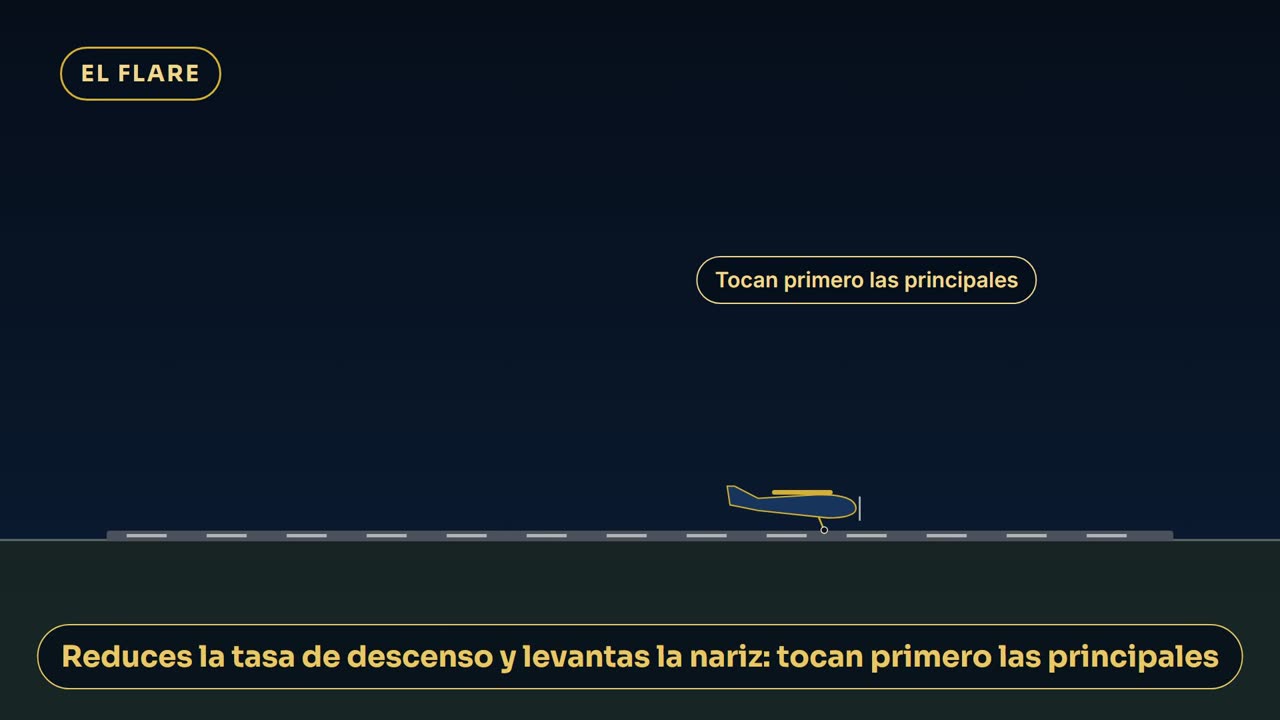 EL FLARE
Tocan primero las principales
Reduces la tasa de descenso y levantas la nariz: tocan primero las principales